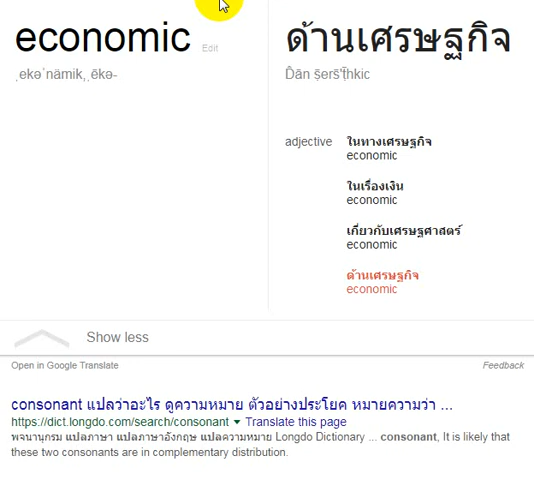 economic Edit
ˌekəˈnämik,ˌēkə-
ด้านเศรษฐกิจ
D̂ān ṣ̄ers̄ʹṭ̄hkic
adjective
ในทางเศรษฐกิจ
economic
ในเรื่องเงิน
economic
เกี่ยวกับเศรษฐศาสตร์
economic
ด้านเศรษฐกิจ
economic
Show less
Open in Google Translate
Feedback
consonant แปลว่าอะไร ดูความหมาย ตัวอย่างประโยค หมายความว่า ...
https://dict.longdo.com/search/consonant Translate this page
พจนานุกรม แปลภาษา แปลภาษาอังกฤษ แปลความหมาย Longdo Dictionary ... consonant, It is likely that
these two consonants are in complementary distribution.